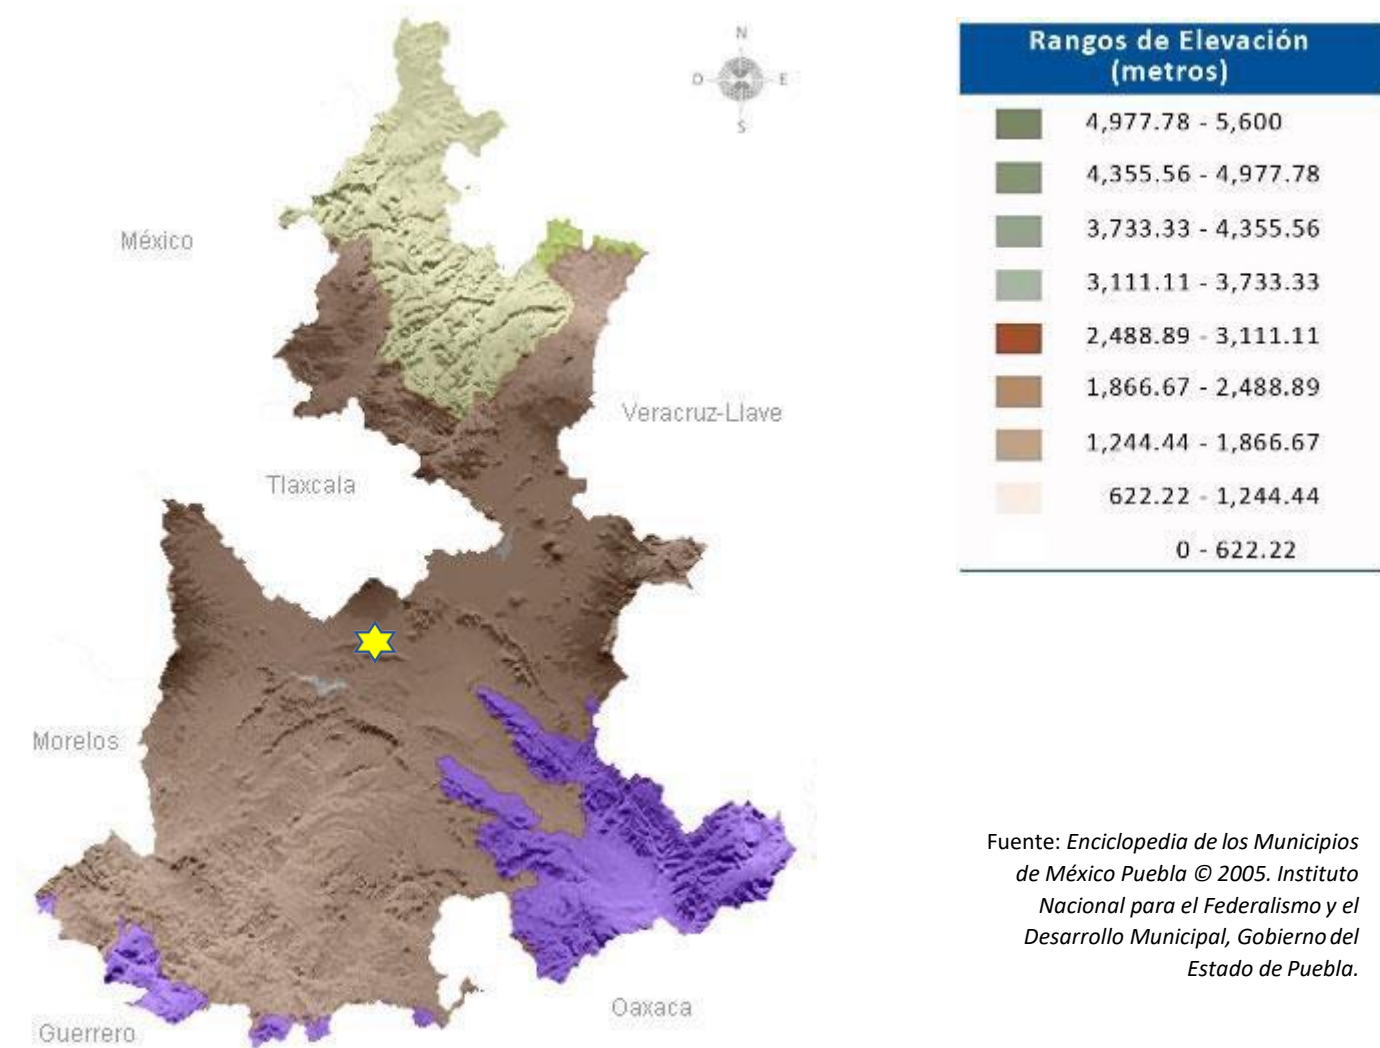 N
O
E
S
México
Veracruz-Llave
Tlaxcala
Morelos
Oaxaca
Guerrero
Rangos de Elevación
(metros)
4,977.78 - 5,600
4,355.56 - 4,977.78
3,733.33 - 4,355.56
3,111.11 - 3,733.33
2,488.89 - 3,111.11
1,866.67 - 2,488.89
1,244.44 - 1,866.67
622.22 - 1,244.44
0 - 622.22
Fuente: Enciclopedia de los Municipios
de México Puebla © 2005. Instituto
Nacional para el Federalismo y el
Desarrollo Municipal, Gobierno del
Estado de Puebla.